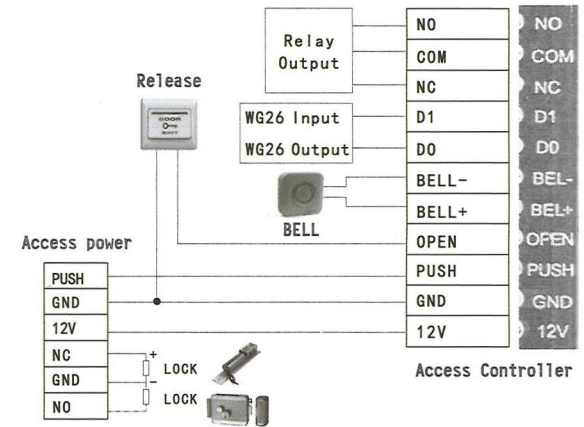 NO
NO
Relay
Output
COM
COM
NC
NC
Release
DOOR
EXIT
WG26 Input
D1
D1
WG26 Output
D0
D0
BELL-
BEL-
BELL+
BEL+
BELL
OPEN
OPEN
Access power
PUSH
PUSH
PUSH
GND
GND
GND
12V
12V
12V
NC
+
LOCK
GND
-
LOCK
NO
Access Controller